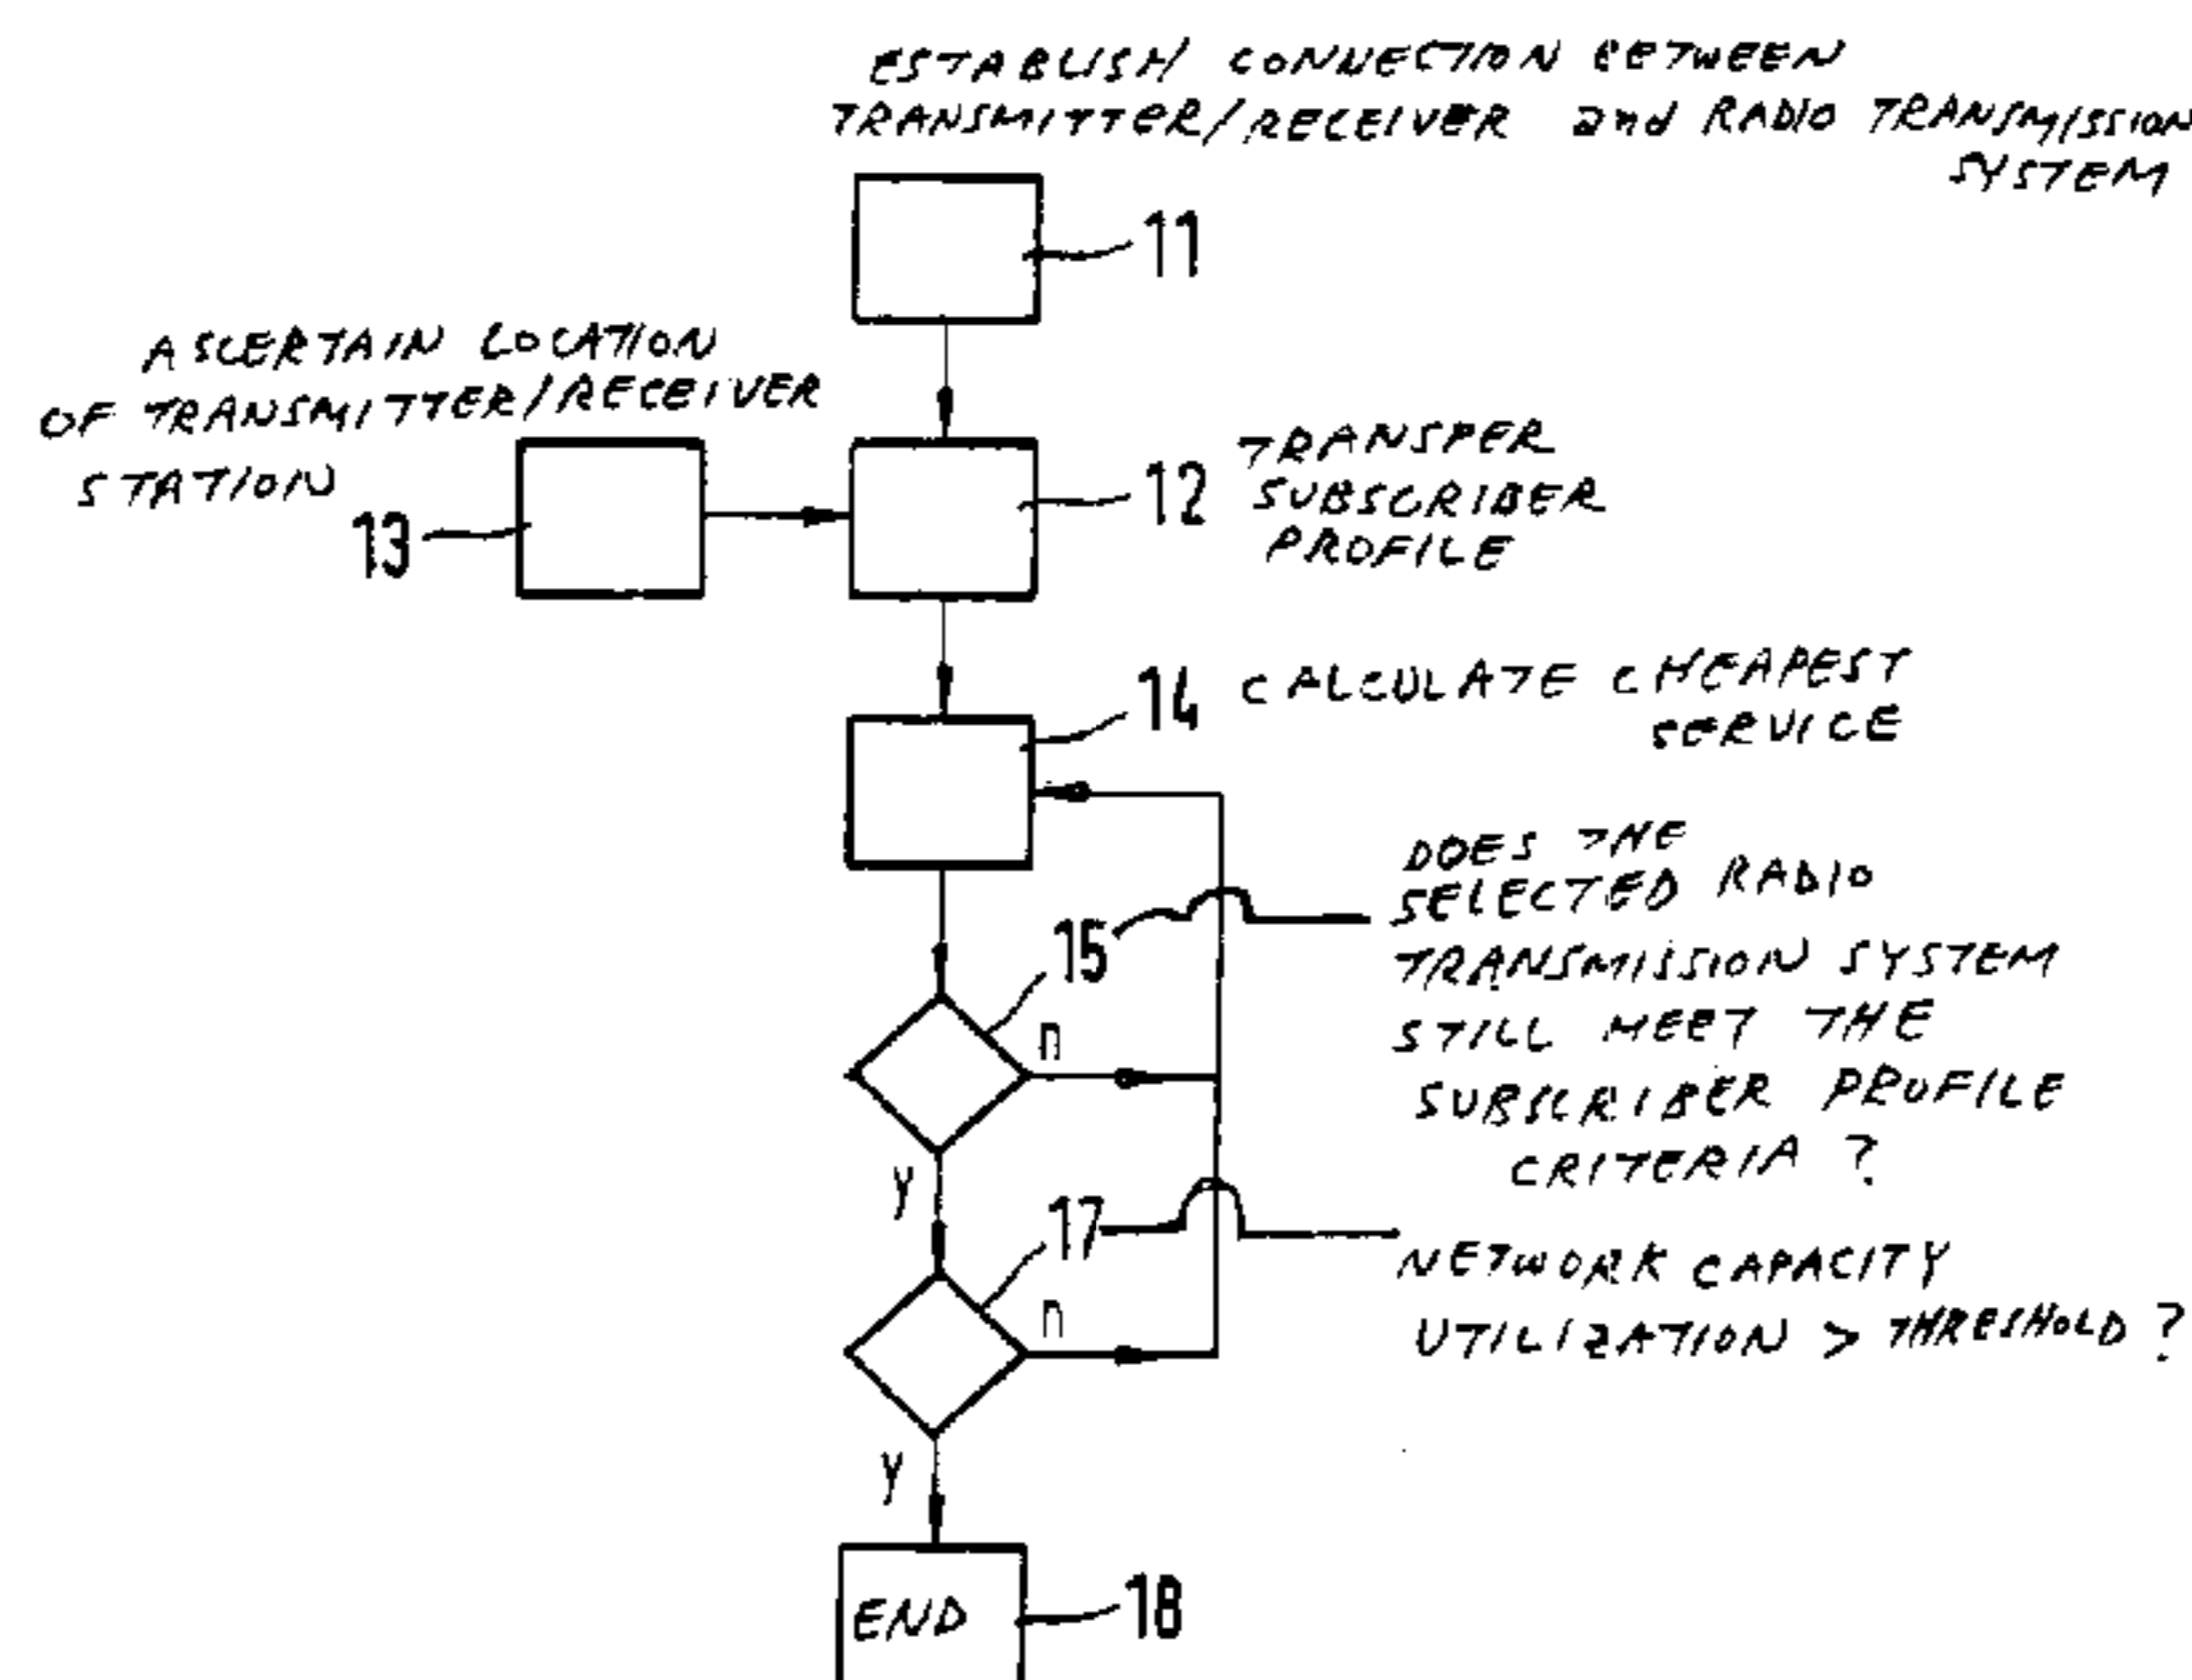 ESTABLISH CONNECTION BETWEEN
TRANSMITTER/RECEIVER and RADIO TRANSMISSION
SYSTEM
11
ASCERTAIN LOCATION
OF TRANSMITTER/RECEIVER
STATION
13
12
TRANSFER
SUBSCRIBER
PROFILE
14
CALCULATE CHEAPEST
SERVICE
15
DOES THE
SELECTED RADIO
TRANSMISSION SYSTEM
STILL MEET THE
SUBSCRIBER PROFILE
CRITERIA ?
n
y
17
NETWORK CAPACITY
UTILIZATION > THRESHOLD ?
n
y
END
18